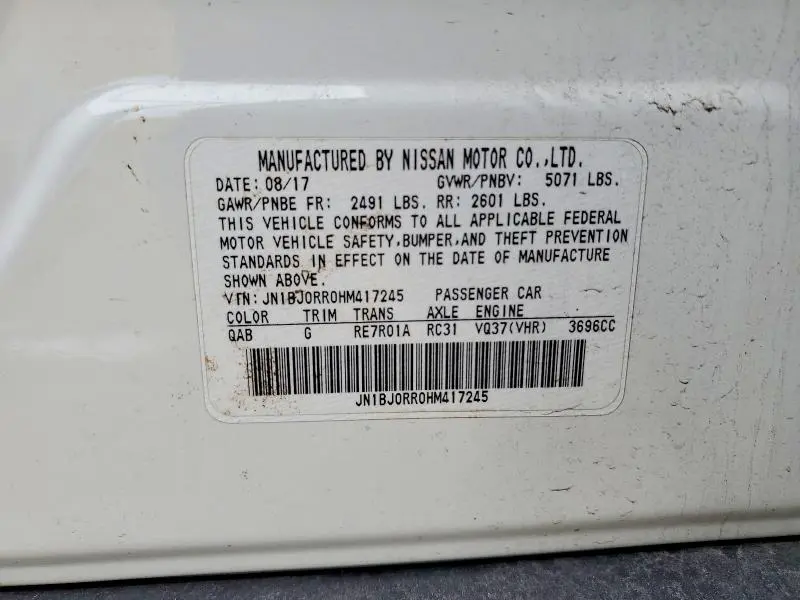 MANUFACTURED BY NISSAN MOTOR CO.,LTD.
DATE: 08/17 GVWR/PNBV: 5071 LBS.
GAWR/PNBE FR: 2491 LBS. RR: 2601 LBS.
THIS VEHICLE CONFORMS TO ALL APPLICABLE FEDERAL
MOTOR VEHICLE SAFETY,BUMPER,AND THEFT PREVENTION
STANDARDS IN EFFECT ON THE DATE OF MANUFACTURE
SHOWN ABOVE.
VIN: JN1BJ0RR0HM417245 PASSENGER CAR
COLOR TRIM TRANS AXLE ENGINE
QAB G RE7R01A RC31 VQ37(VHR) 3696CC
JN1BJ0RR0HM417245